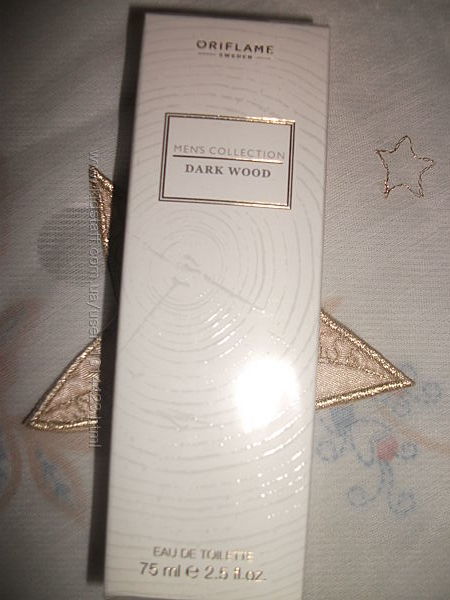 ORIFLAME
SWEDEN
MEN'S COLLECTION
DARK WOOD
EAU DE TOILETTE
75 ml e 2.5 fl.oz.